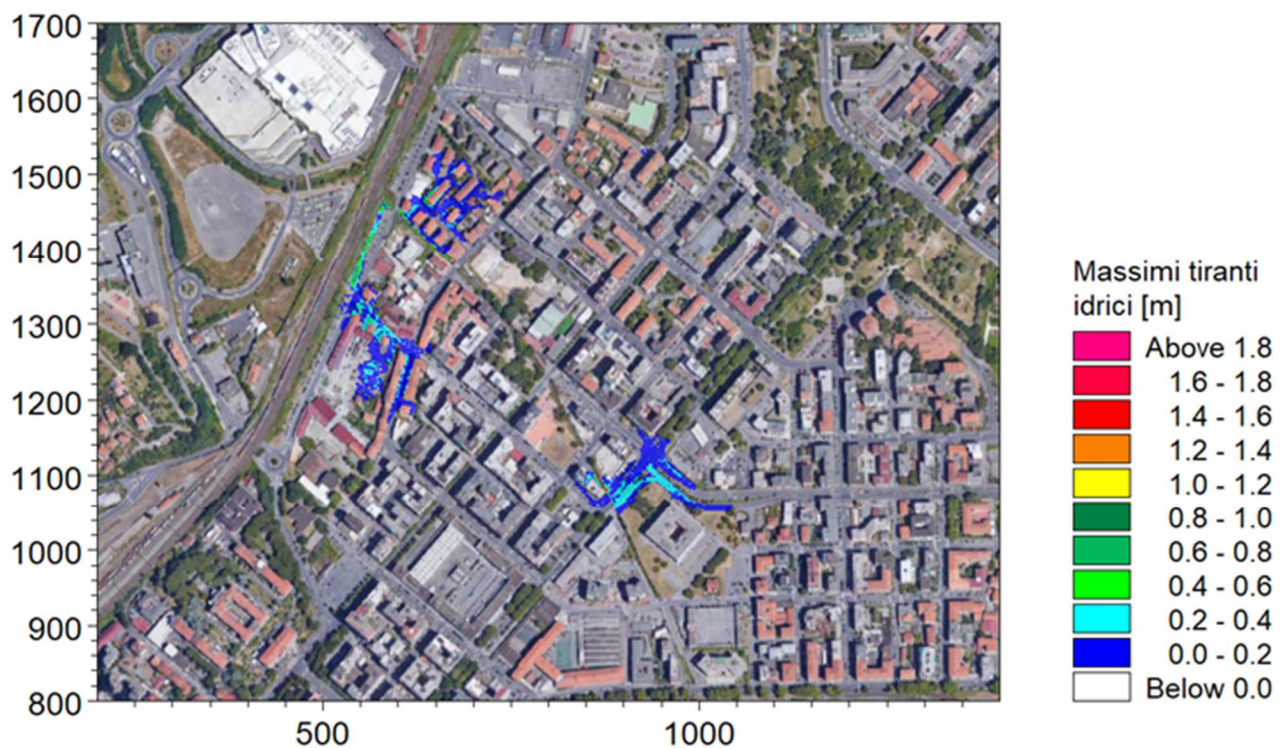 1700
1600
1500
1400
1300
1200
1100
1000
900
800
500
1000
Massimi tiranti
idrici [m]
Above 1.8
1.6 - 1.8
1.4 - 1.6
1.2 - 1.4
1.0 - 1.2
0.8 - 1.0
0.6 - 0.8
0.4 - 0.6
0.2 - 0.4
0.0 - 0.2
Below 0.0